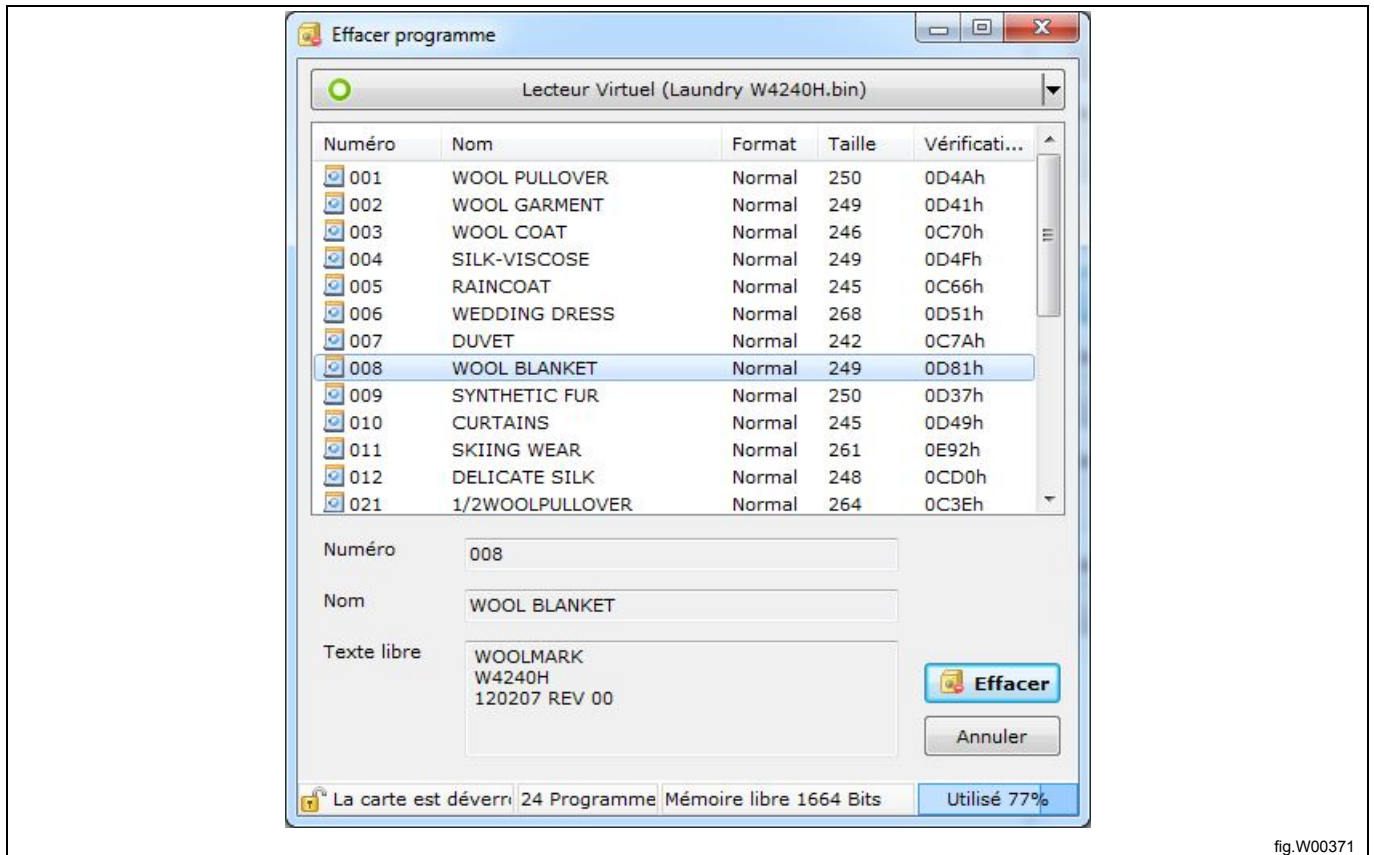 Effacer programme
Lecteur Virtuel (Laundry W4240H.bin)
Numéro Nom Format Taille Vérificati...
001 WOOL PULLOVER Normal 250 0D4Ah
002 WOOL GARMENT Normal 249 0D41h
003 WOOL COAT Normal 246 0C70h
004 SILK-VISCOSE Normal 249 0D4Fh
005 RAINCOAT Normal 245 0C66h
006 WEDDING DRESS Normal 268 0D51h
007 DUVET Normal 242 0C7Ah
008 WOOL BLANKET Normal 249 0D81h
009 SYNTHETIC FUR Normal 250 0D37h
010 CURTAINS Normal 245 0D49h
011 SKIING WEAR Normal 261 0E92h
012 DELICATE SILK Normal 248 0CD0h
021 1/2WOOLPULLOVER Normal 264 0C3Eh
Numéro 008
Nom WOOL BLANKET
Texte libre WOOLMARK
W4240H
120207 REV 00
Effacer
Annuler
La carte est déverr 24 Programme Mémoire libre 1664 Bits Utilisé 77%
fig.W00371